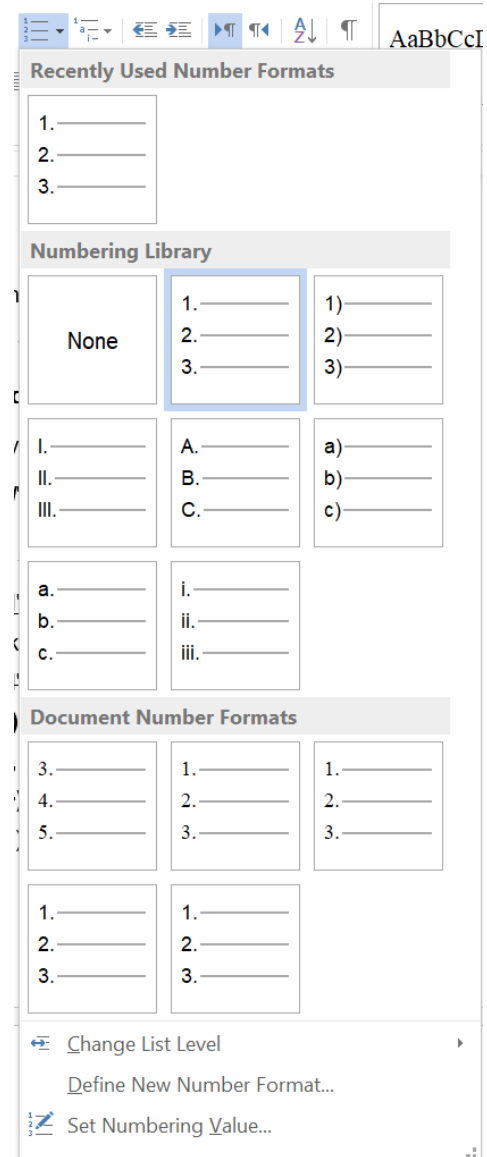 AaBbCcD
Recently Used Number Formats
1.
2.
3.
Numbering Library
None
1.
2.
3.
1)
2)
3)
I.
II.
III.
A.
B.
C.
a)
b)
c)
a.
b.
c.
i.
ii.
iii.
Document Number Formats
3.
4.
5.
1.
2.
3.
1.
2.
3.
1.
2.
3.
1.
2.
3.
Change List Level
Define New Number Format...
Set Numbering Value...